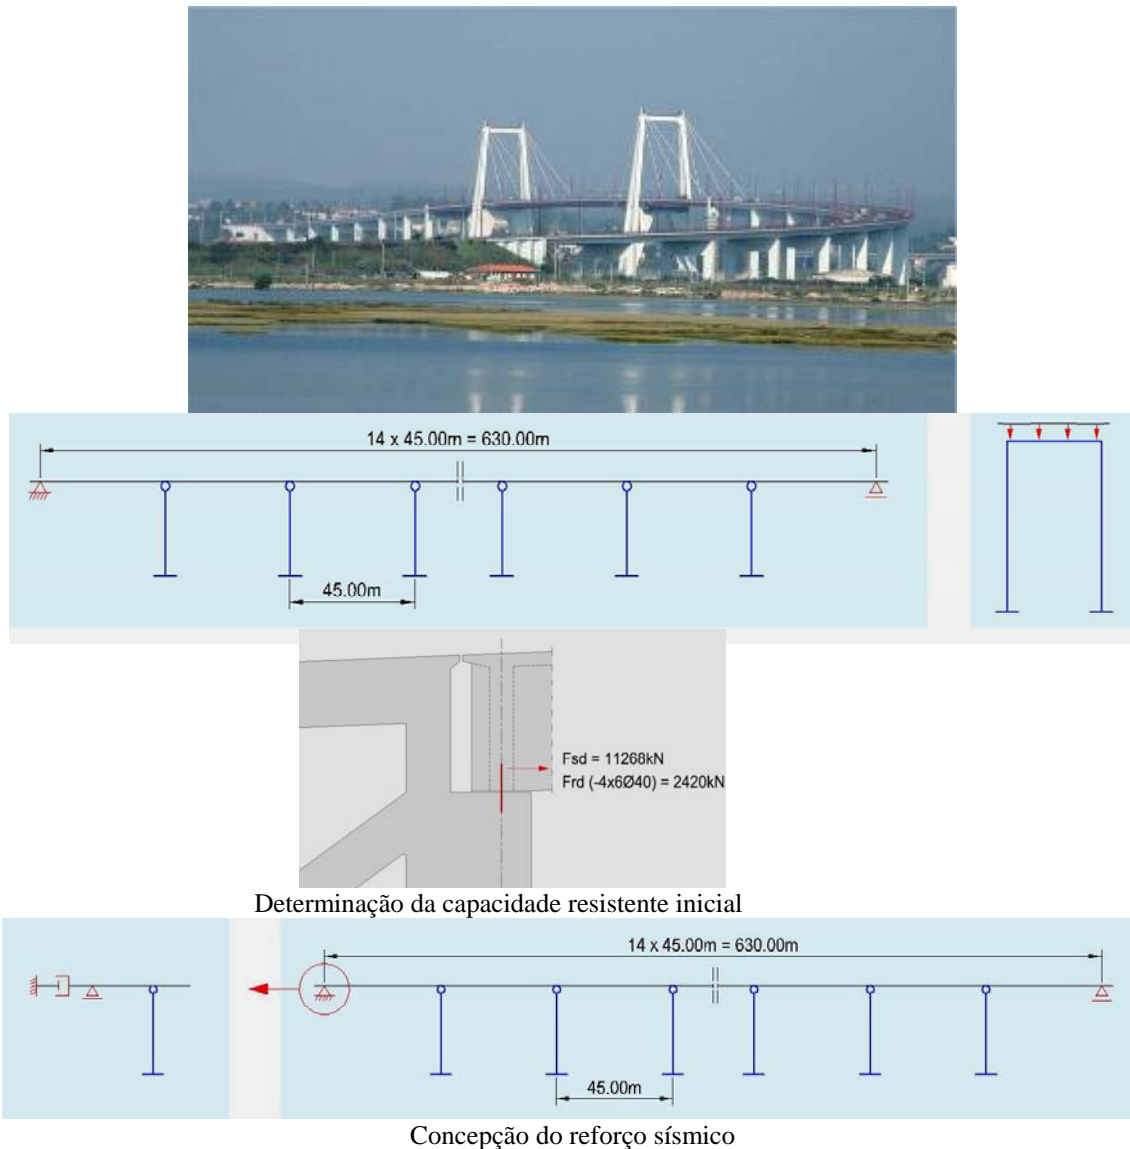 14 x 45.00m = 630.00m
45.00m
Fsd = 11268kN
Frd (-4x6Ø40) = 2420kN
Determinação da capacidade resistente inicial
14 x 45.00m = 630.00m
45.00m
Concepção do reforço sísmico